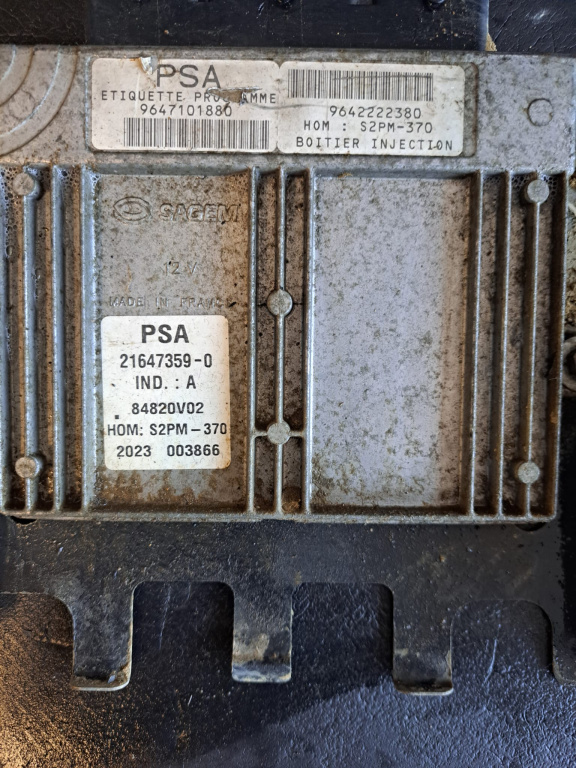 PSA
ETIQUETTE PROGRAMME
9647101880
9642222380
HOM : S2PM-370
BOITIER INJECTION
SAGEM
12 V
MADE IN FRANCE
PSA
21647359-0
IND. : A
84820V02
HOM: S2PM-370
2023 003866